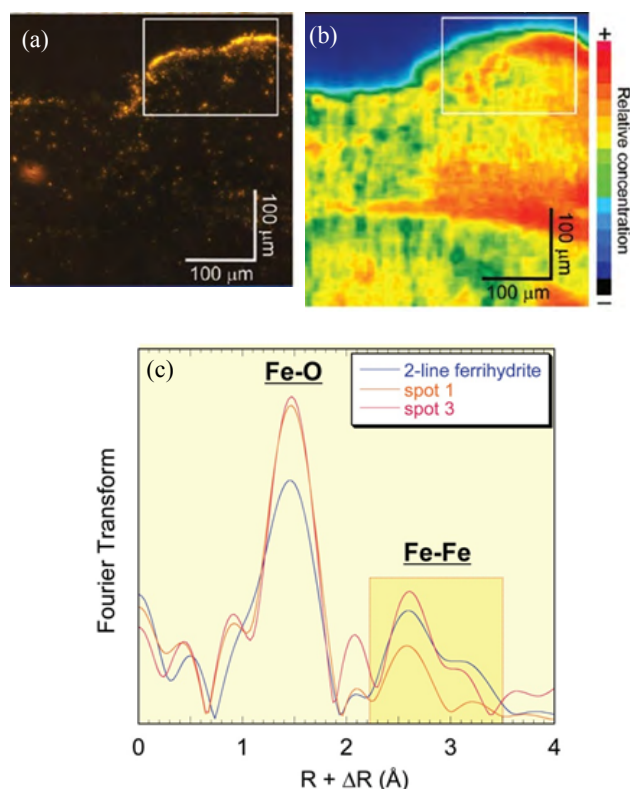 (a)
100 μm
100 μm
(b)
100 μm
100 μm
+
Relative concentration
–
(c)
Fe-O
2-line ferrihydrite
spot 1
spot 3
Fe-Fe
Fourier Transform
0
1
2
3
4
R + ΔR (Å)